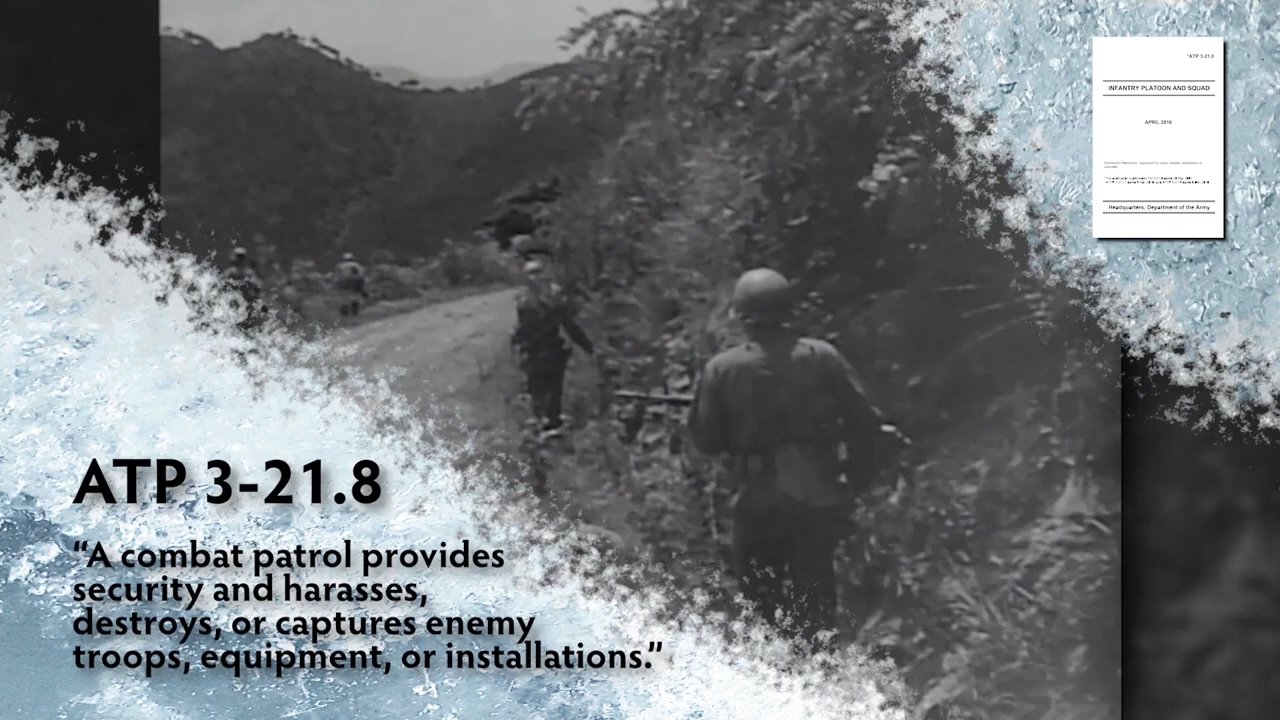 *ATP 3-21.8
INFANTRY PLATOON AND SQUAD
APRIL 2016
Headquarters, Department of the Army
ATP 3-21.8
“A combat patrol provides
security and harasses,
destroys, or captures enemy
troops, equipment, or installations.”